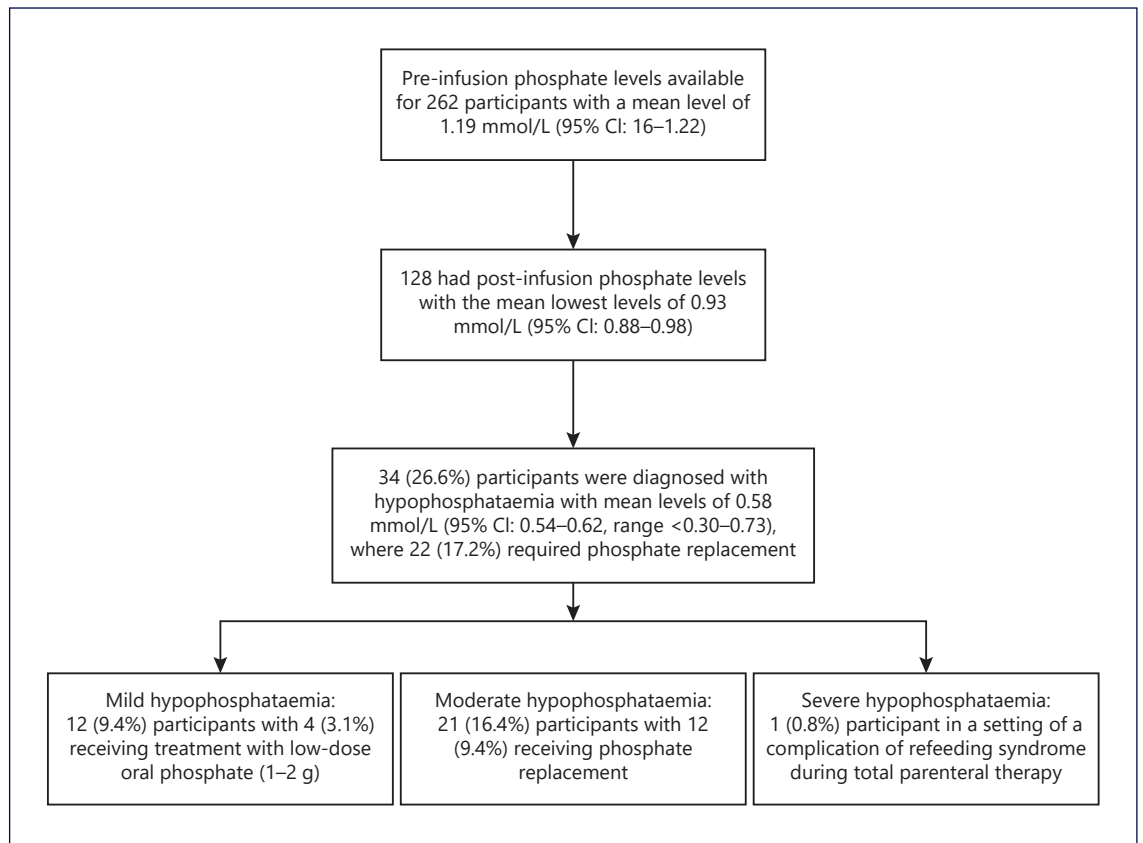 Pre-infusion phosphate levels available
for 262 participants with a mean level of
1.19 mmol/L (95% CI: 16–1.22)
128 had post-infusion phosphate levels
with the mean lowest levels of 0.93
mmol/L (95% CI: 0.88–0.98)
34 (26.6%) participants were diagnosed with
hypophosphataemia with mean levels of 0.58
mmol/L (95% CI: 0.54–0.62, range <0.30–0.73),
where 22 (17.2%) required phosphate replacement
Mild hypophosphataemia:
12 (9.4%) participants with 4 (3.1%)
receiving treatment with low-dose
oral phosphate (1–2 g)
Moderate hypophosphataemia:
21 (16.4%) participants with 12
(9.4%) receiving phosphate
replacement
Severe hypophosphataemia:
1 (0.8%) participant in a setting of a
complication of refeeding syndrome
during total parenteral therapy